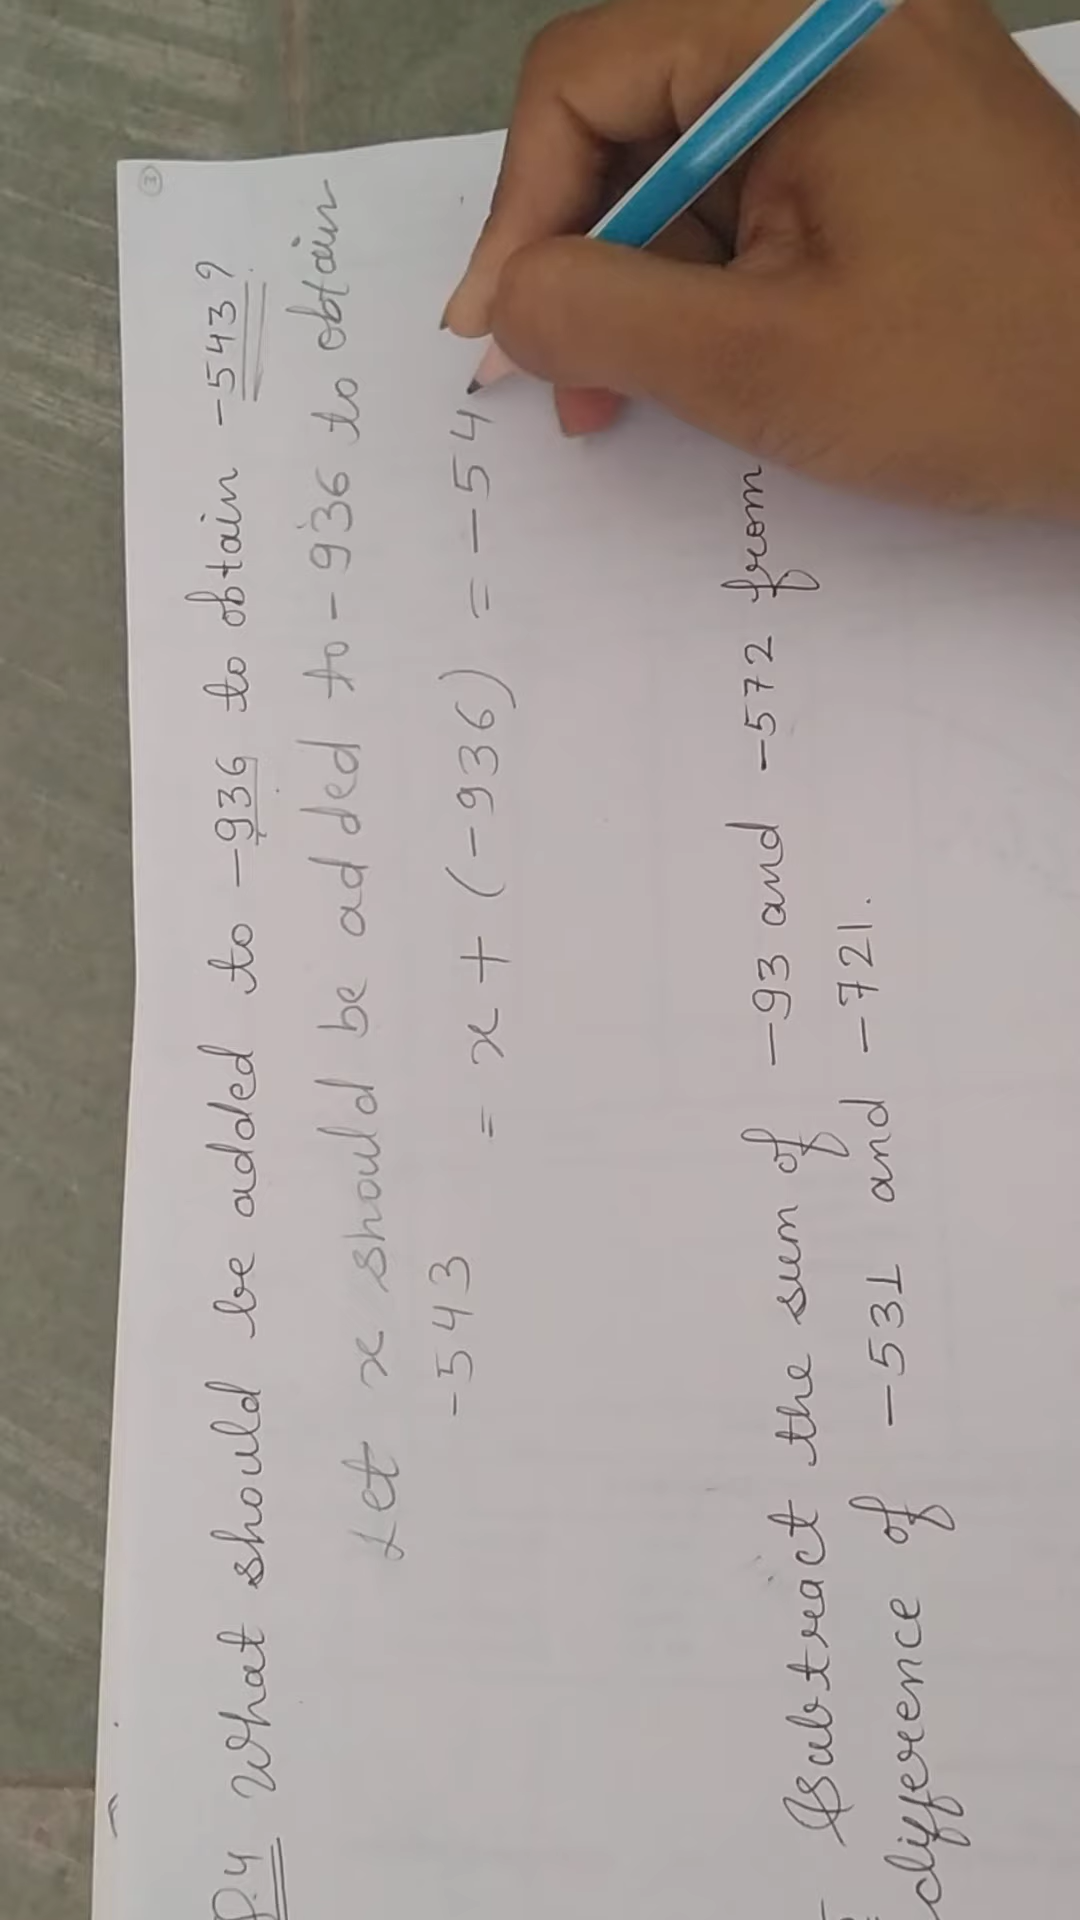 P.4 What should be added to -936 to obtain -543?
Let x should be added to -936 to obtain
-543
= x + (-936) = -54
Subtract the sum of -93 and -572 from
difference of -531 and -721.